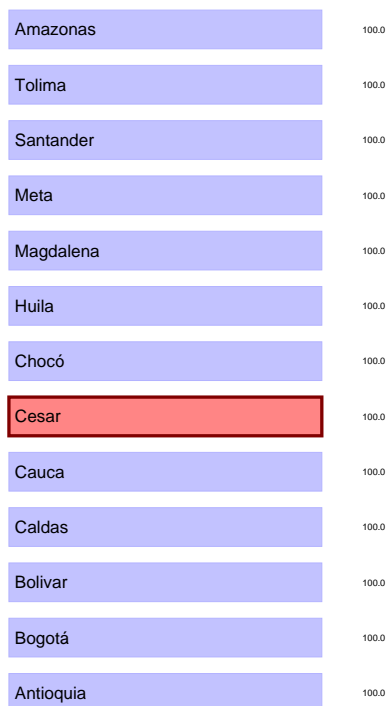 Amazonas 100.0
Tolima 100.0
Santander 100.0
Meta 100.0
Magdalena 100.0
Huila 100.0
Chocó 100.0
Cesar 100.0
Cauca 100.0
Caldas 100.0
Bolivar 100.0
Bogotá 100.0
Antioquia 100.0